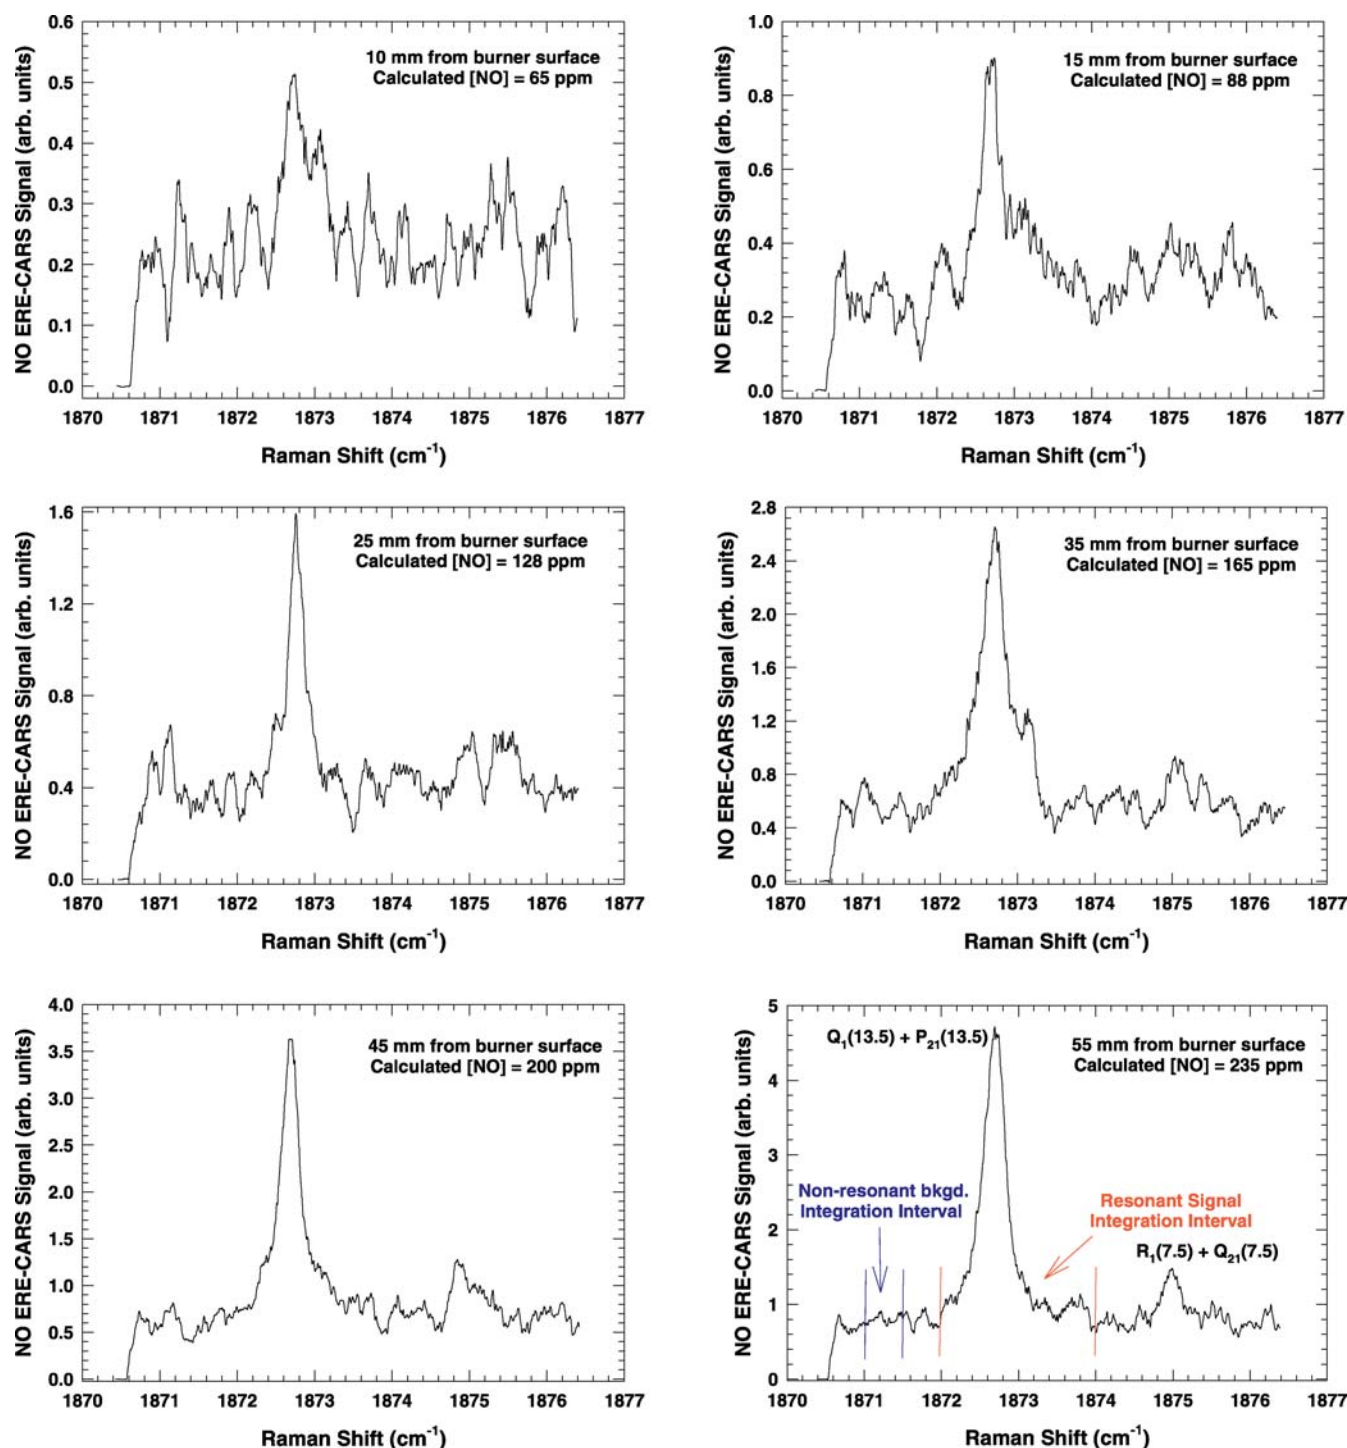 NO ERE-CARS Signal (arb. units)
0.6
0.5
0.4
0.3
0.2
0.1
0.0
10 mm from burner surface
Calculated [NO] = 65 ppm
1870 1871 1872 1873 1874 1875 1876 1877
Raman Shift (cm⁻¹)
NO ERE-CARS Signal (arb. units)
1.0
0.8
0.6
0.4
0.2
0.0
15 mm from burner surface
Calculated [NO] = 88 ppm
1870 1871 1872 1873 1874 1875 1876 1877
Raman Shift (cm⁻¹)
NO ERE-CARS Signal (arb. units)
1.6
1.2
0.8
0.4
0.0
25 mm from burner surface
Calculated [NO] = 128 ppm
1870 1871 1872 1873 1874 1875 1876 1877
Raman Shift (cm⁻¹)
NO ERE-CARS Signal (arb. units)
2.8
2.4
2.0
1.6
1.2
0.8
0.4
0.0
35 mm from burner surface
Calculated [NO] = 165 ppm
1870 1871 1872 1873 1874 1875 1876 1877
Raman Shift (cm⁻¹)
NO ERE-CARS Signal (arb. units)
4.0
3.5
3.0
2.5
2.0
1.5
1.0
0.5
0.0
45 mm from burner surface
Calculated [NO] = 200 ppm
1870 1871 1872 1873 1874 1875 1876 1877
Raman Shift (cm⁻¹)
NO ERE-CARS Signal (arb. units)
5
4
3
2
1
0
Q₁(13.5) + P₂₁(13.5)
55 mm from burner surface
Calculated [NO] = 235 ppm
Non-resonant bkgd.
Integration Interval
Resonant Signal
Integration Interval
R₁(7.5) + Q₂₁(7.5)
1870 1871 1872 1873 1874 1875 1876 1877
Raman Shift (cm⁻¹)